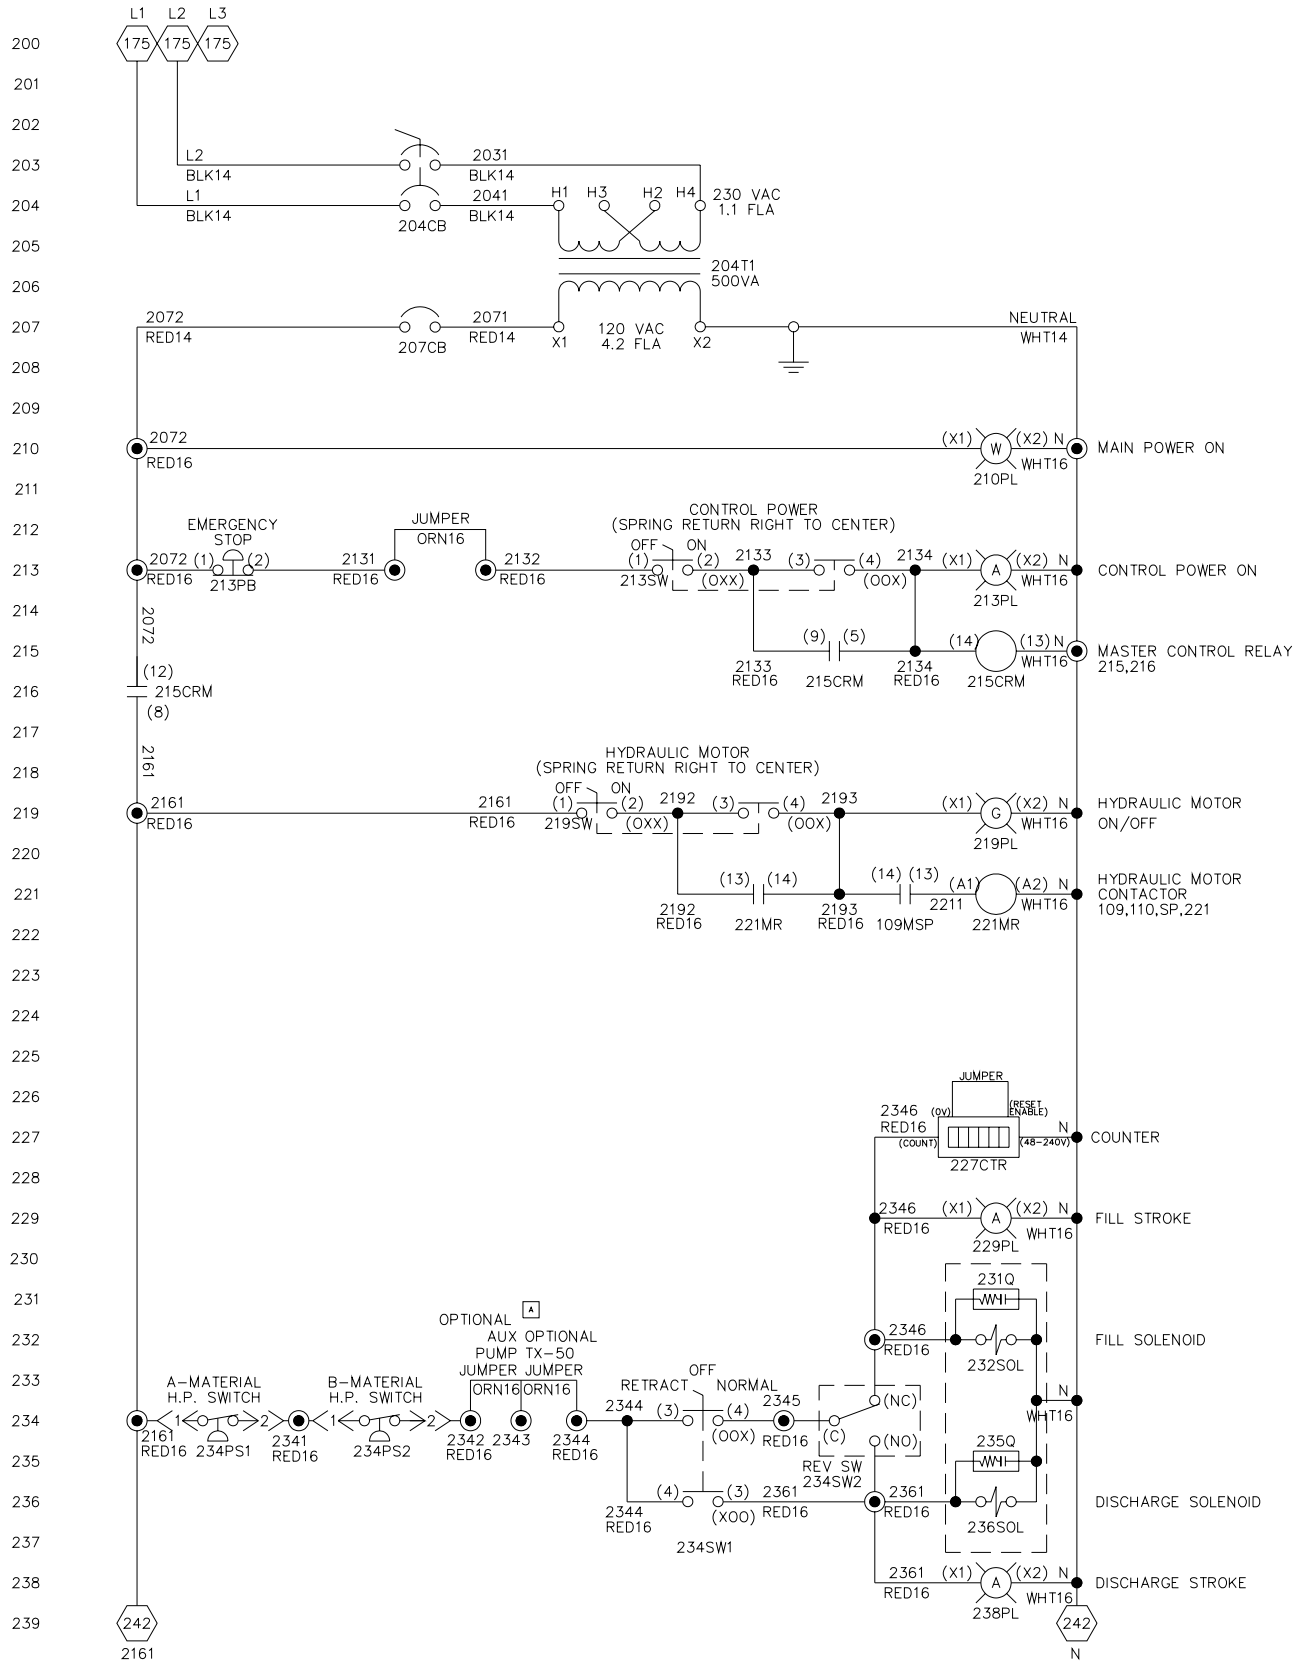 L1 L2 L3
200 175 175 175
201
202
203 L2 2031
BLK14 BLK14
L1 2041 H1 H3 H2 H4 230 VAC
204 1.1 FLA
BLK14 204CB BLK14
205
204T1
500VA
206
2072 2071 NEUTRAL
207 120 VAC
RED14 207CB RED14 X1 4.2 FLA X2 WHT14
208
209
2072 (X1) (X2) N
210 W MAIN POWER ON
RED16 210PL WHT16
211
CONTROL POWER
(SPRING RETURN RIGHT TO CENTER)
212 EMERGENCY STOP JUMPER ORN16
OFF ON
2072 (1) (2) 2131 2132 (1) (2) 2133 (3) (4) 2134 (X1) (X2) N
213 A CONTROL POWER ON
RED16 213PB RED16 RED16 213SW (OXX) (OOX) 213PL WHT16
214 2072
(9) (5) (14) (13) N
215 MASTER CONTROL RELAY
2133 2134 WHT16 215,216
RED16 215CRM RED16 215CRM
(12)
216 215CRM
(8)
217
2161 HYDRAULIC MOTOR
218 (SPRING RETURN RIGHT TO CENTER)
OFF ON
2161 2161 (1) (2) 2192 (3) (4) 2193 (X1) (X2) N HYDRAULIC MOTOR
219 G ON/OFF
RED16 RED16 219SW (OXX) (OOX) 219PL WHT16
220
(13) (14) (14) (13) (A1) (A2) N HYDRAULIC MOTOR
221 CONTACTOR
2192 2193 2211 WHT16 109,110,SP,221
RED16 221MR RED16 109MSP 221MR
222
223
224
225
JUMPER
226 2346 (0V) (RESET ENABLE)
RED16 N
227 COUNTER
(COUNT) (48-240V)
227CTR
228
2346 (X1) (X2) N
229 A FILL STROKE
RED16 229PL WHT16
230
231Q
231 A
OPTIONAL
232 AUX OPTIONAL 2346 FILL SOLENOID
PUMP TX-50 RED16 232SOL
233 A-MATERIAL H.P. SWITCH B-MATERIAL H.P. SWITCH JUMPER JUMPER OFF
ORN16 ORN16 RETRACT NORMAL N
WHT16
234 1 2 1 2 2344 (3) (4) 2345 (NC)
2161 2341 2342 2343 2344 (OOX) RED16 (C)
RED16 234PS1 RED16 234PS2 RED16 RED16 (NO) 235Q
235 REV SW
234SW2
(4) (3) 2361 2361
236 DISCHARGE SOLENOID
2344 (XOO) RED16 RED16 236SOL
RED16
237 234SW1
2361 (X1) (X2) N
238 A DISCHARGE STROKE
RED16 238PL WHT16
239 242 242
2161 N